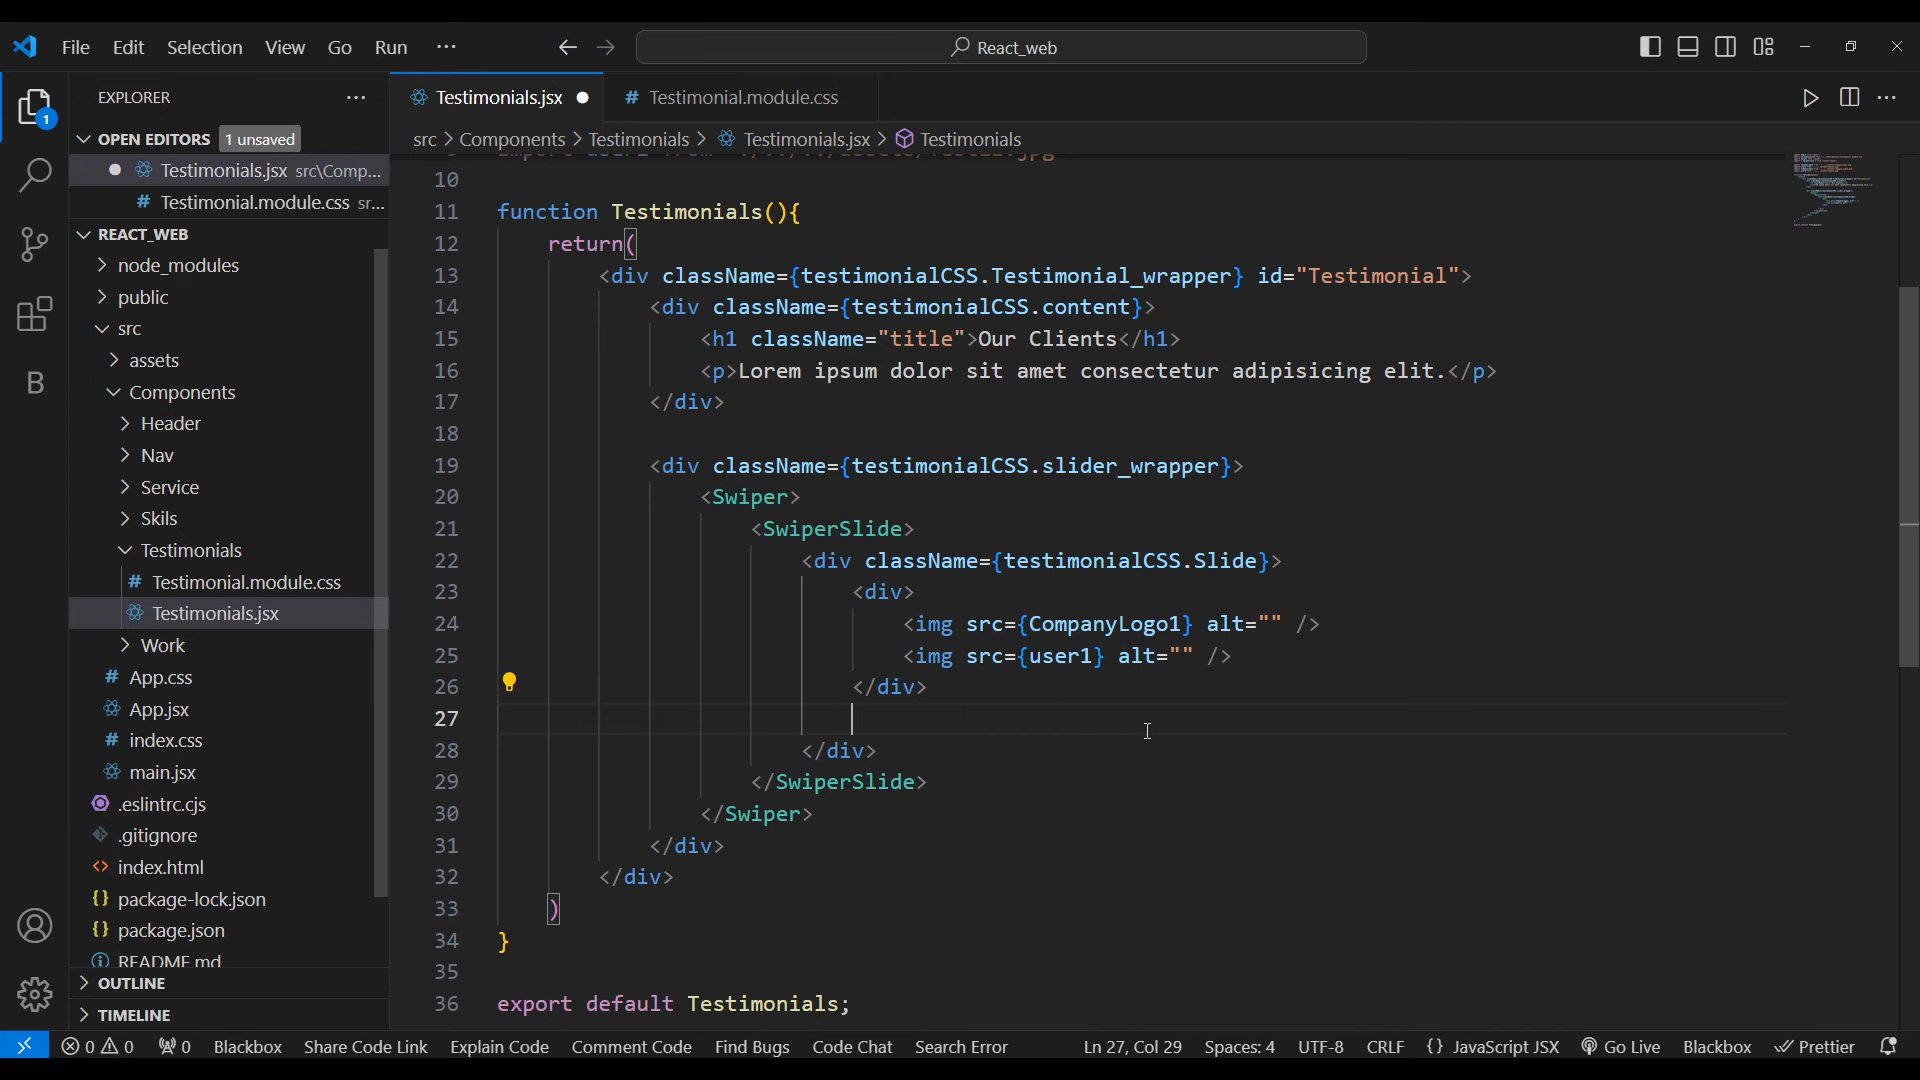 File Edit Selection View Go Run ··· React_web
EXPLORER ···
OPEN EDITORS 1 unsaved
Testimonials.jsx src\Comp...
# Testimonial.module.css sr...
REACT_WEB
node_modules
public
src
assets
Components
Header
Nav
Service
Skils
Testimonials
# Testimonial.module.css
Testimonials.jsx
Work
# App.css
App.jsx
# index.css
main.jsx
.eslintrc.cjs
.gitignore
<> index.html
{} package-lock.json
{} package.json
README.md
OUTLINE
TIMELINE
Testimonials.jsx
# Testimonial.module.css
src > Components > Testimonials > Testimonials.jsx > Testimonials
10
11 function Testimonials(){
12 return(
13 <div className={testimonialCSS.Testimonial_wrapper} id="Testimonial">
14 <div className={testimonialCSS.content}>
15 <h1 className="title">Our Clients</h1>
16 <p>Lorem ipsum dolor sit amet consectetur adipisicing elit.</p>
17 </div>
18
19 <div className={testimonialCSS.slider_wrapper}>
20 <Swiper>
21 <SwiperSlide>
22 <div className={testimonialCSS.Slide}>
23 <div>
24 <img src={CompanyLogo1} alt="" />
25 <img src={user1} alt="" />
26 </div>
27
28 </div>
29 </SwiperSlide>
30 </Swiper>
31 </div>
32 </div>
33 )
34 }
35
36 export default Testimonials;
0 0 0 Blackbox Share Code Link Explain Code Comment Code Find Bugs Code Chat Search Error Ln 27, Col 29 Spaces: 4 UTF-8 CRLF {} JavaScript JSX Go Live Blackbox Prettier